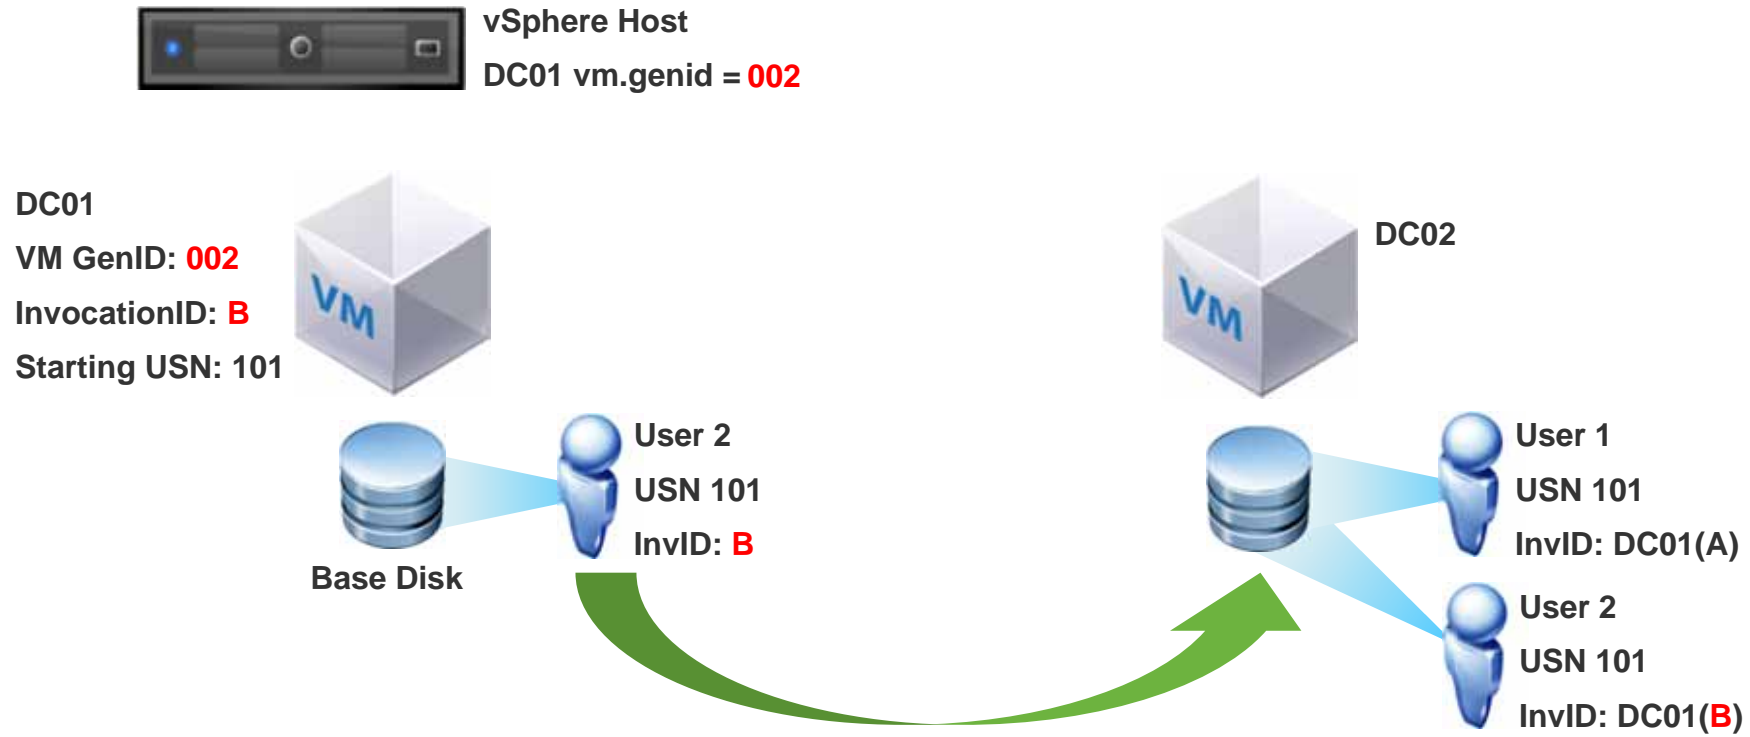 vSphere Host
DC01 vm.genid = 002
DC01
VM GenID: 002
InvocationID: B
Starting USN: 101
VM
VM
DC02
User 2
USN 101
InvID: B
Base Disk
User 1
USN 101
InvID: DC01(A)
User 2
USN 101
InvID: DC01(B)